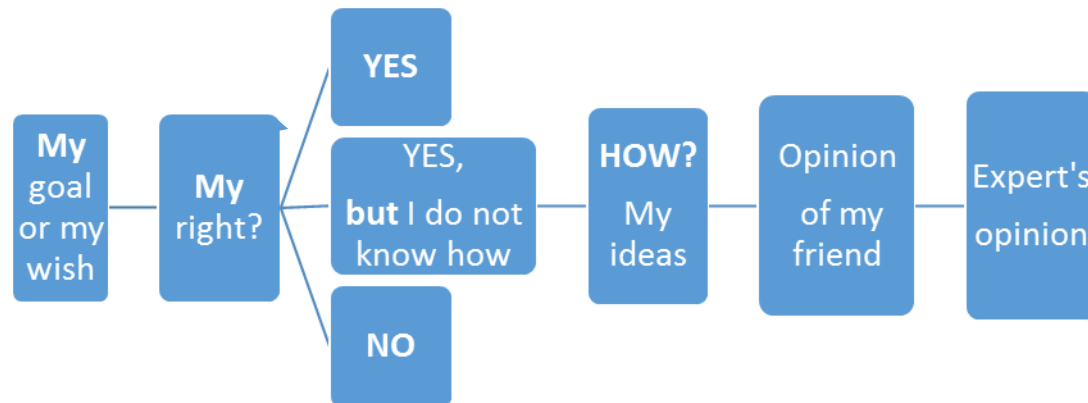 My
goal
or my
wish
My
right?
YES
YES,
but I do not
know how
NO
HOW?
My
ideas
Opinion
of my
friend
Expert's
opinion